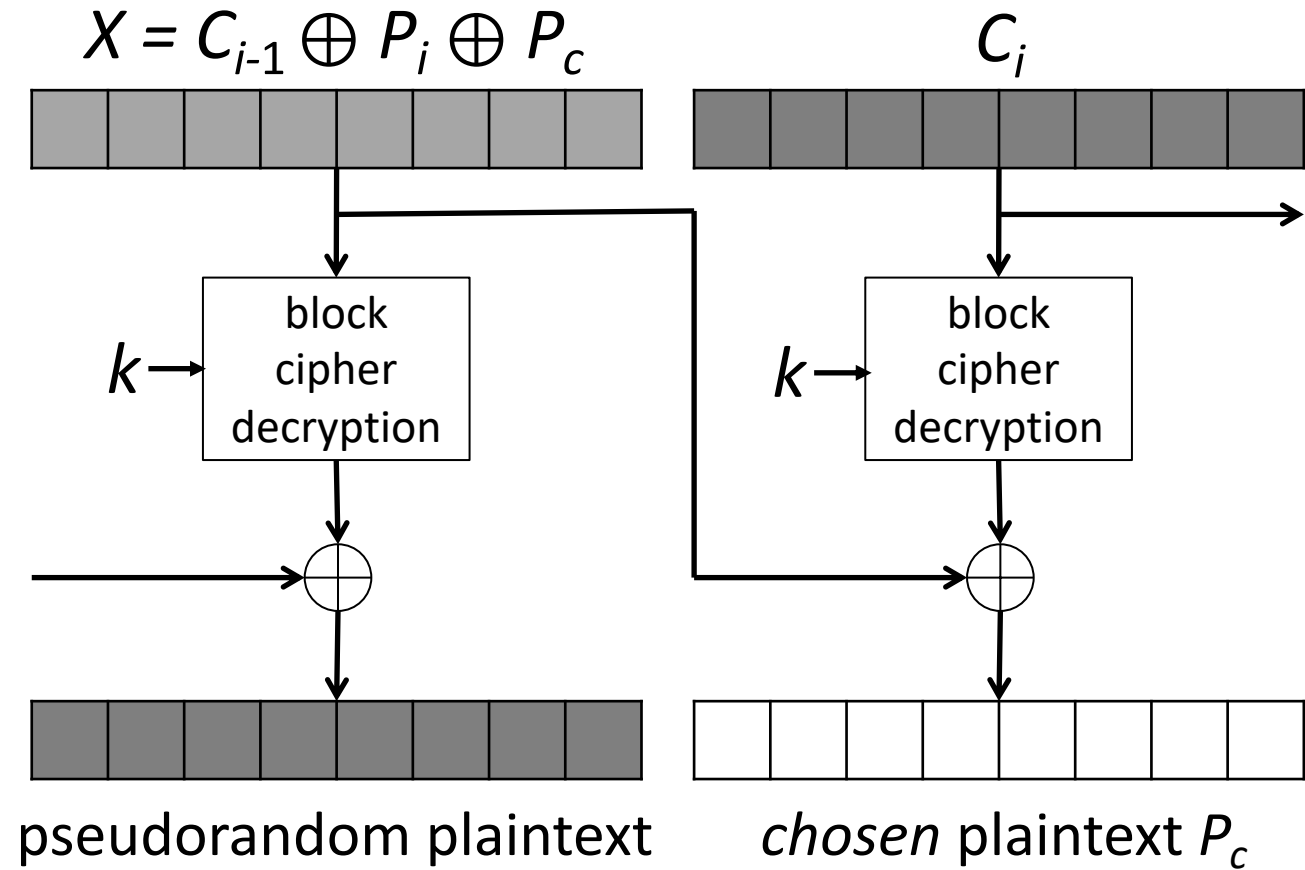 X = C_{i-1} ⊕ P_i ⊕ P_c
C_i
k
block
cipher
decryption
k
block
cipher
decryption
pseudorandom plaintext
chosen plaintext P_c